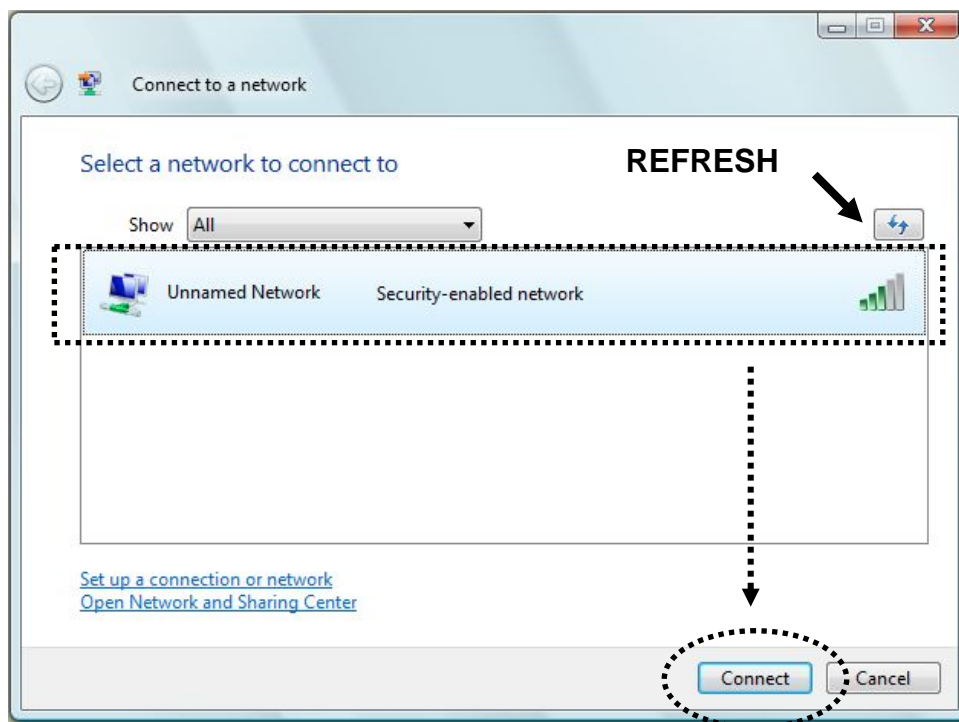 Connect to a network
Select a network to connect to
REFRESH
Show All
Unnamed Network Security-enabled network
Set up a connection or network
Open Network and Sharing Center
Connect Cancel